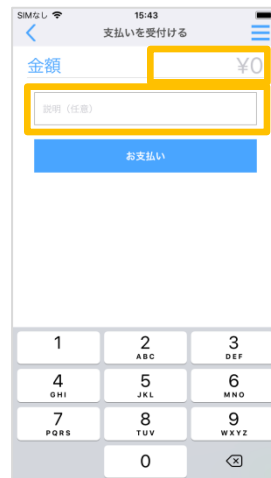 SIMなし 15:43
支払いを受付ける
金額 ¥0
説明（任意）
お支払い
1 2 3
ABC DEF
4 5 6
GHI JKL MNO
7 8 9
PQRS TUV WXYZ
0